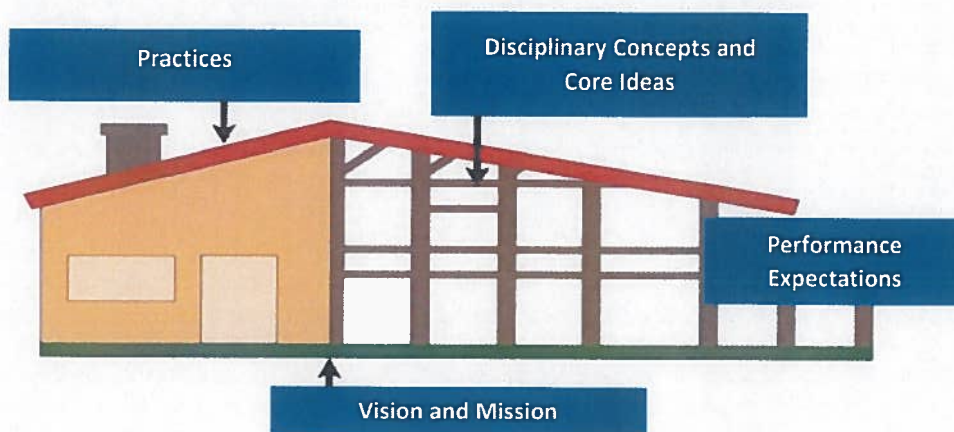 Practices
Disciplinary Concepts and
Core Ideas
Performance
Expectations
Vision and Mission